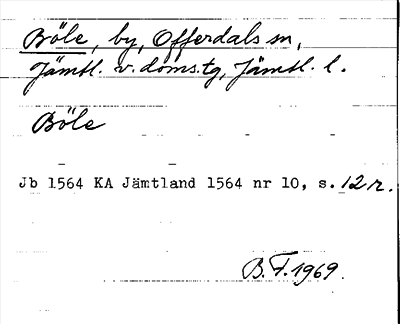 Böle, by, Offerdals sn,
Jämtl. v. doms.tg, Jämtl. l.
Böle
Jb 1564 KA Jämtland 1564 nr 10, s. 12 r.
B.F. 1969.